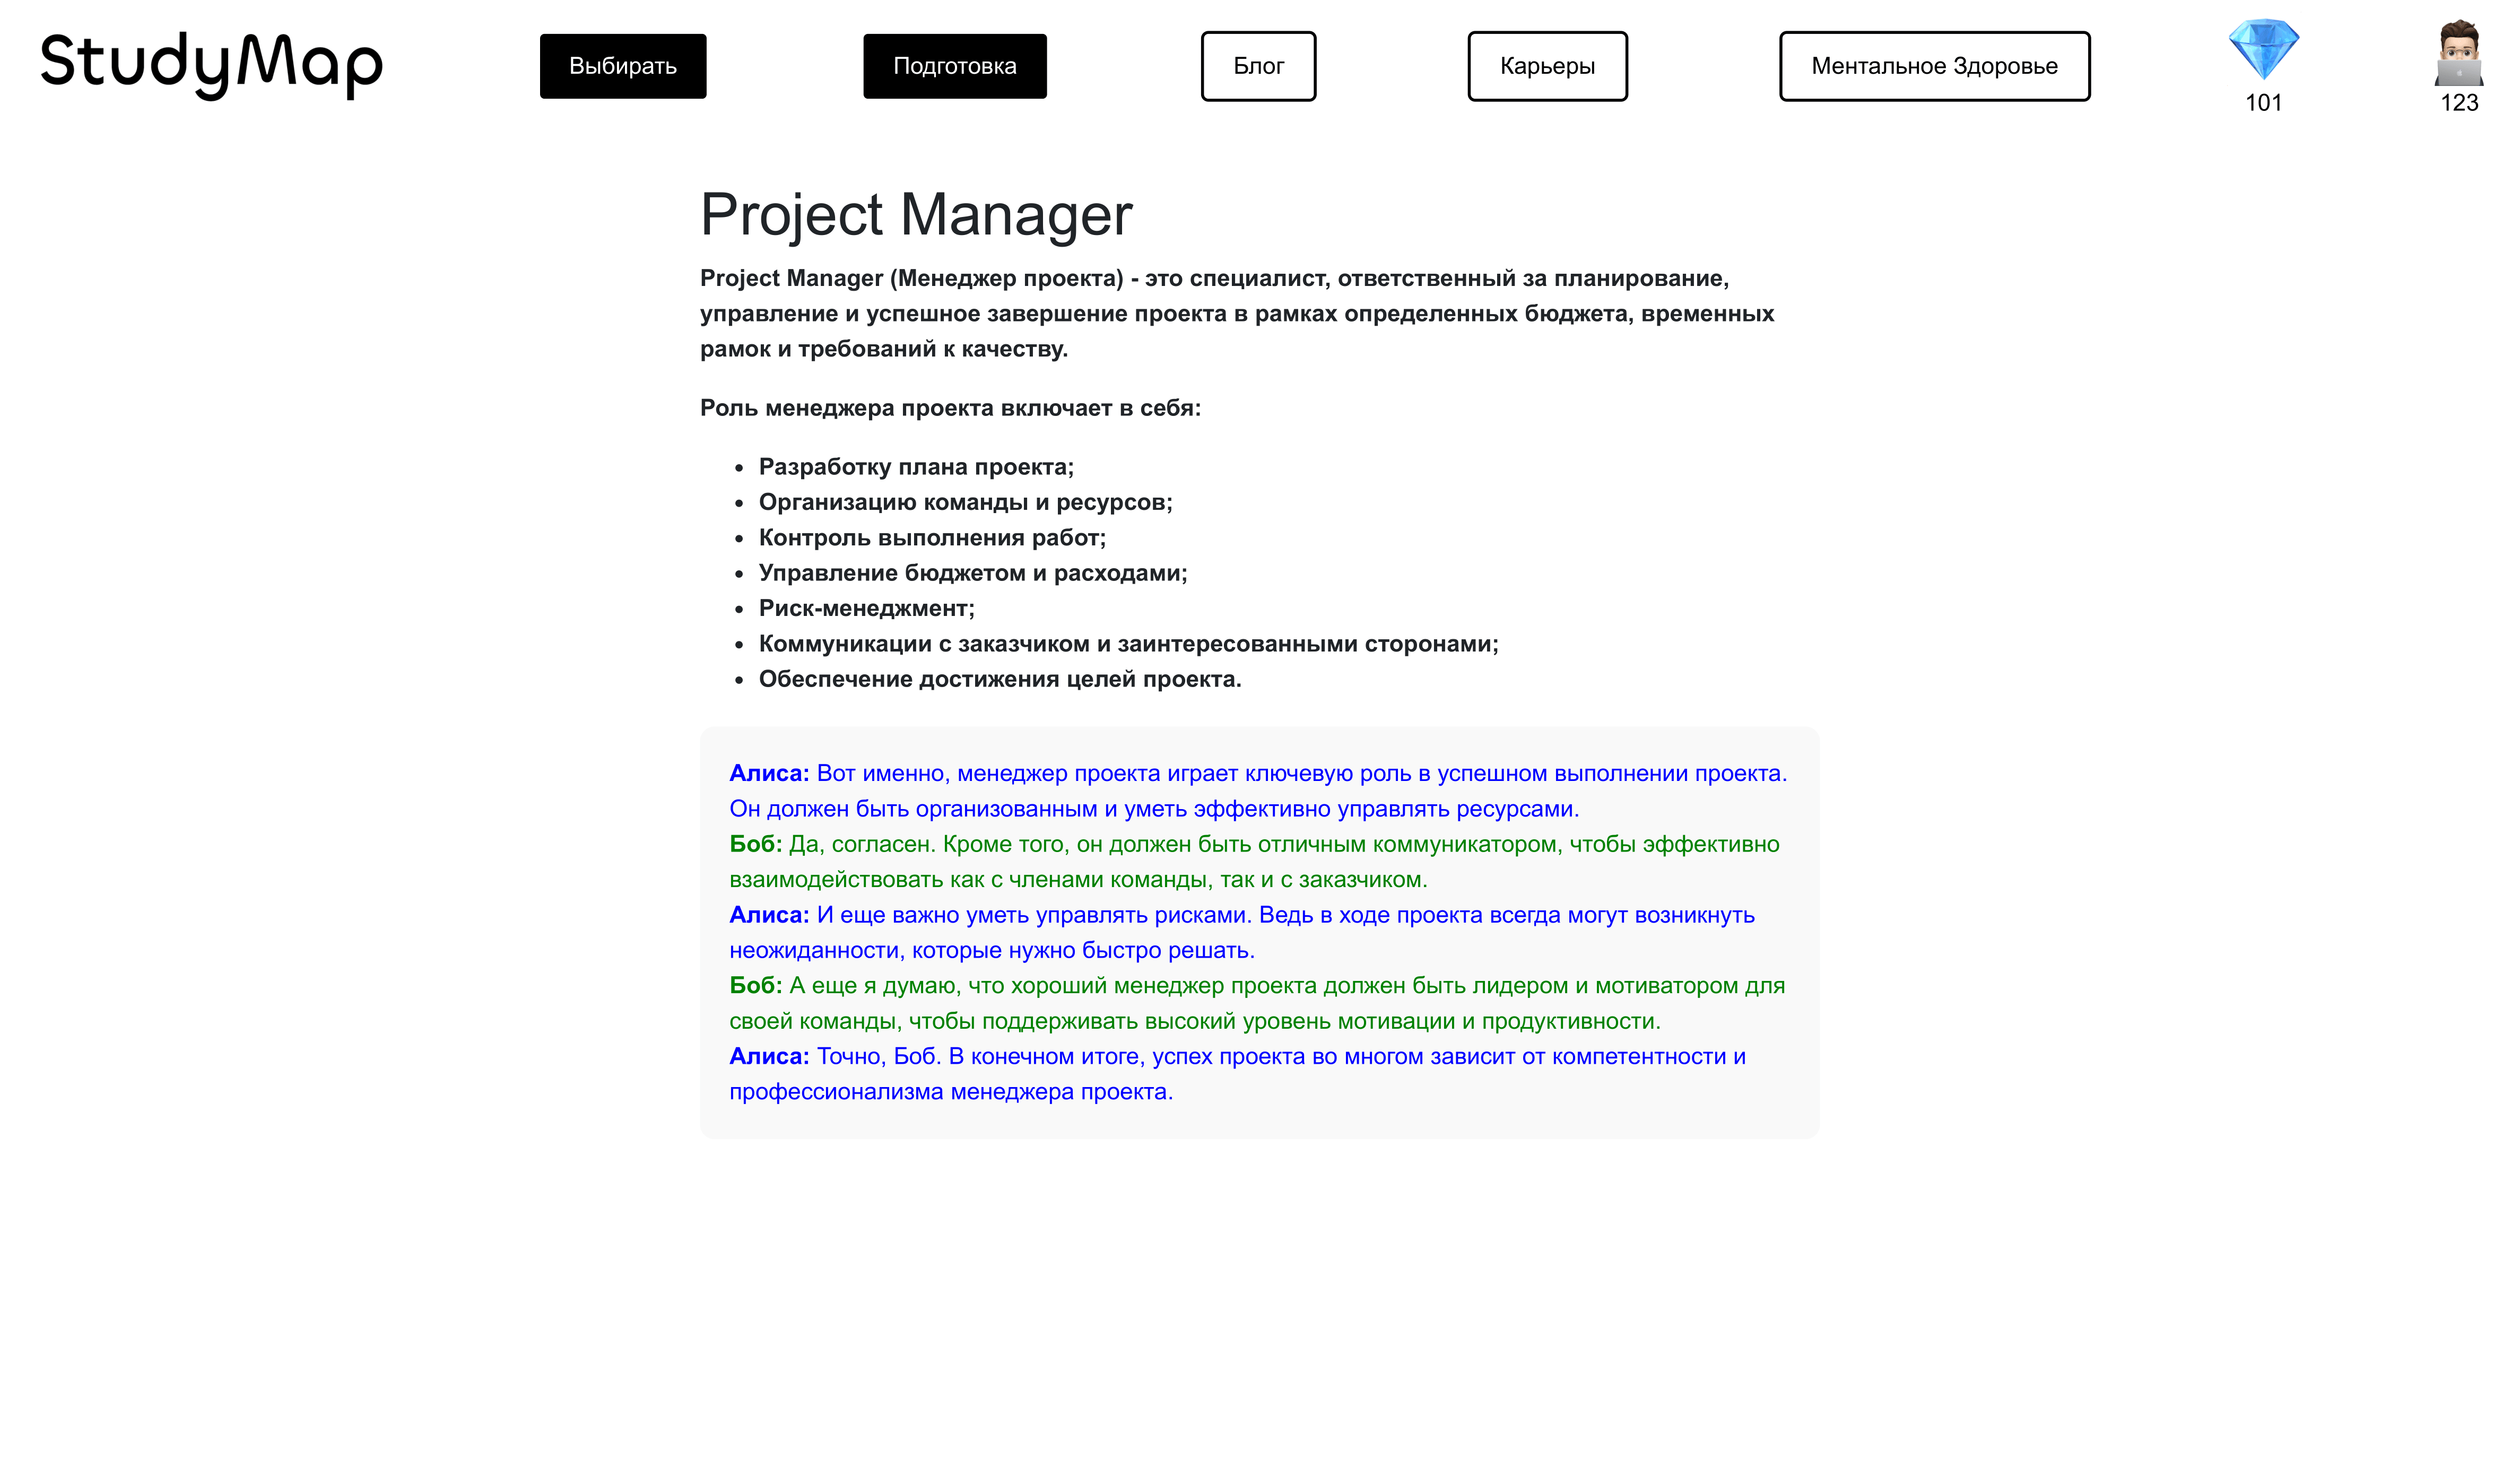 StudyMap
Выбирать
Подготовка
Блог
Карьеры
Ментальное Здоровье
101
123
Project Manager
Project Manager (Менеджер проекта) - это специалист, ответственный за планирование,
управление и успешное завершение проекта в рамках определенных бюджета, временных
рамок и требований к качеству.
Роль менеджера проекта включает в себя:
• Разработку плана проекта;
• Организацию команды и ресурсов;
• Контроль выполнения работ;
• Управление бюджетом и расходами;
• Риск-менеджмент;
• Коммуникации с заказчиком и заинтересованными сторонами;
• Обеспечение достижения целей проекта.
Алиса: Вот именно, менеджер проекта играет ключевую роль в успешном выполнении проекта.
Он должен быть организованным и уметь эффективно управлять ресурсами.
Боб: Да, согласен. Кроме того, он должен быть отличным коммуникатором, чтобы эффективно
взаимодействовать как с членами команды, так и с заказчиком.
Алиса: И еще важно уметь управлять рисками. Ведь в ходе проекта всегда могут возникнуть
неожиданности, которые нужно быстро решать.
Боб: А еще я думаю, что хороший менеджер проекта должен быть лидером и мотиватором для
своей команды, чтобы поддерживать высокий уровень мотивации и продуктивности.
Алиса: Точно, Боб. В конечном итоге, успех проекта во многом зависит от компетентности и
профессионализма менеджера проекта.